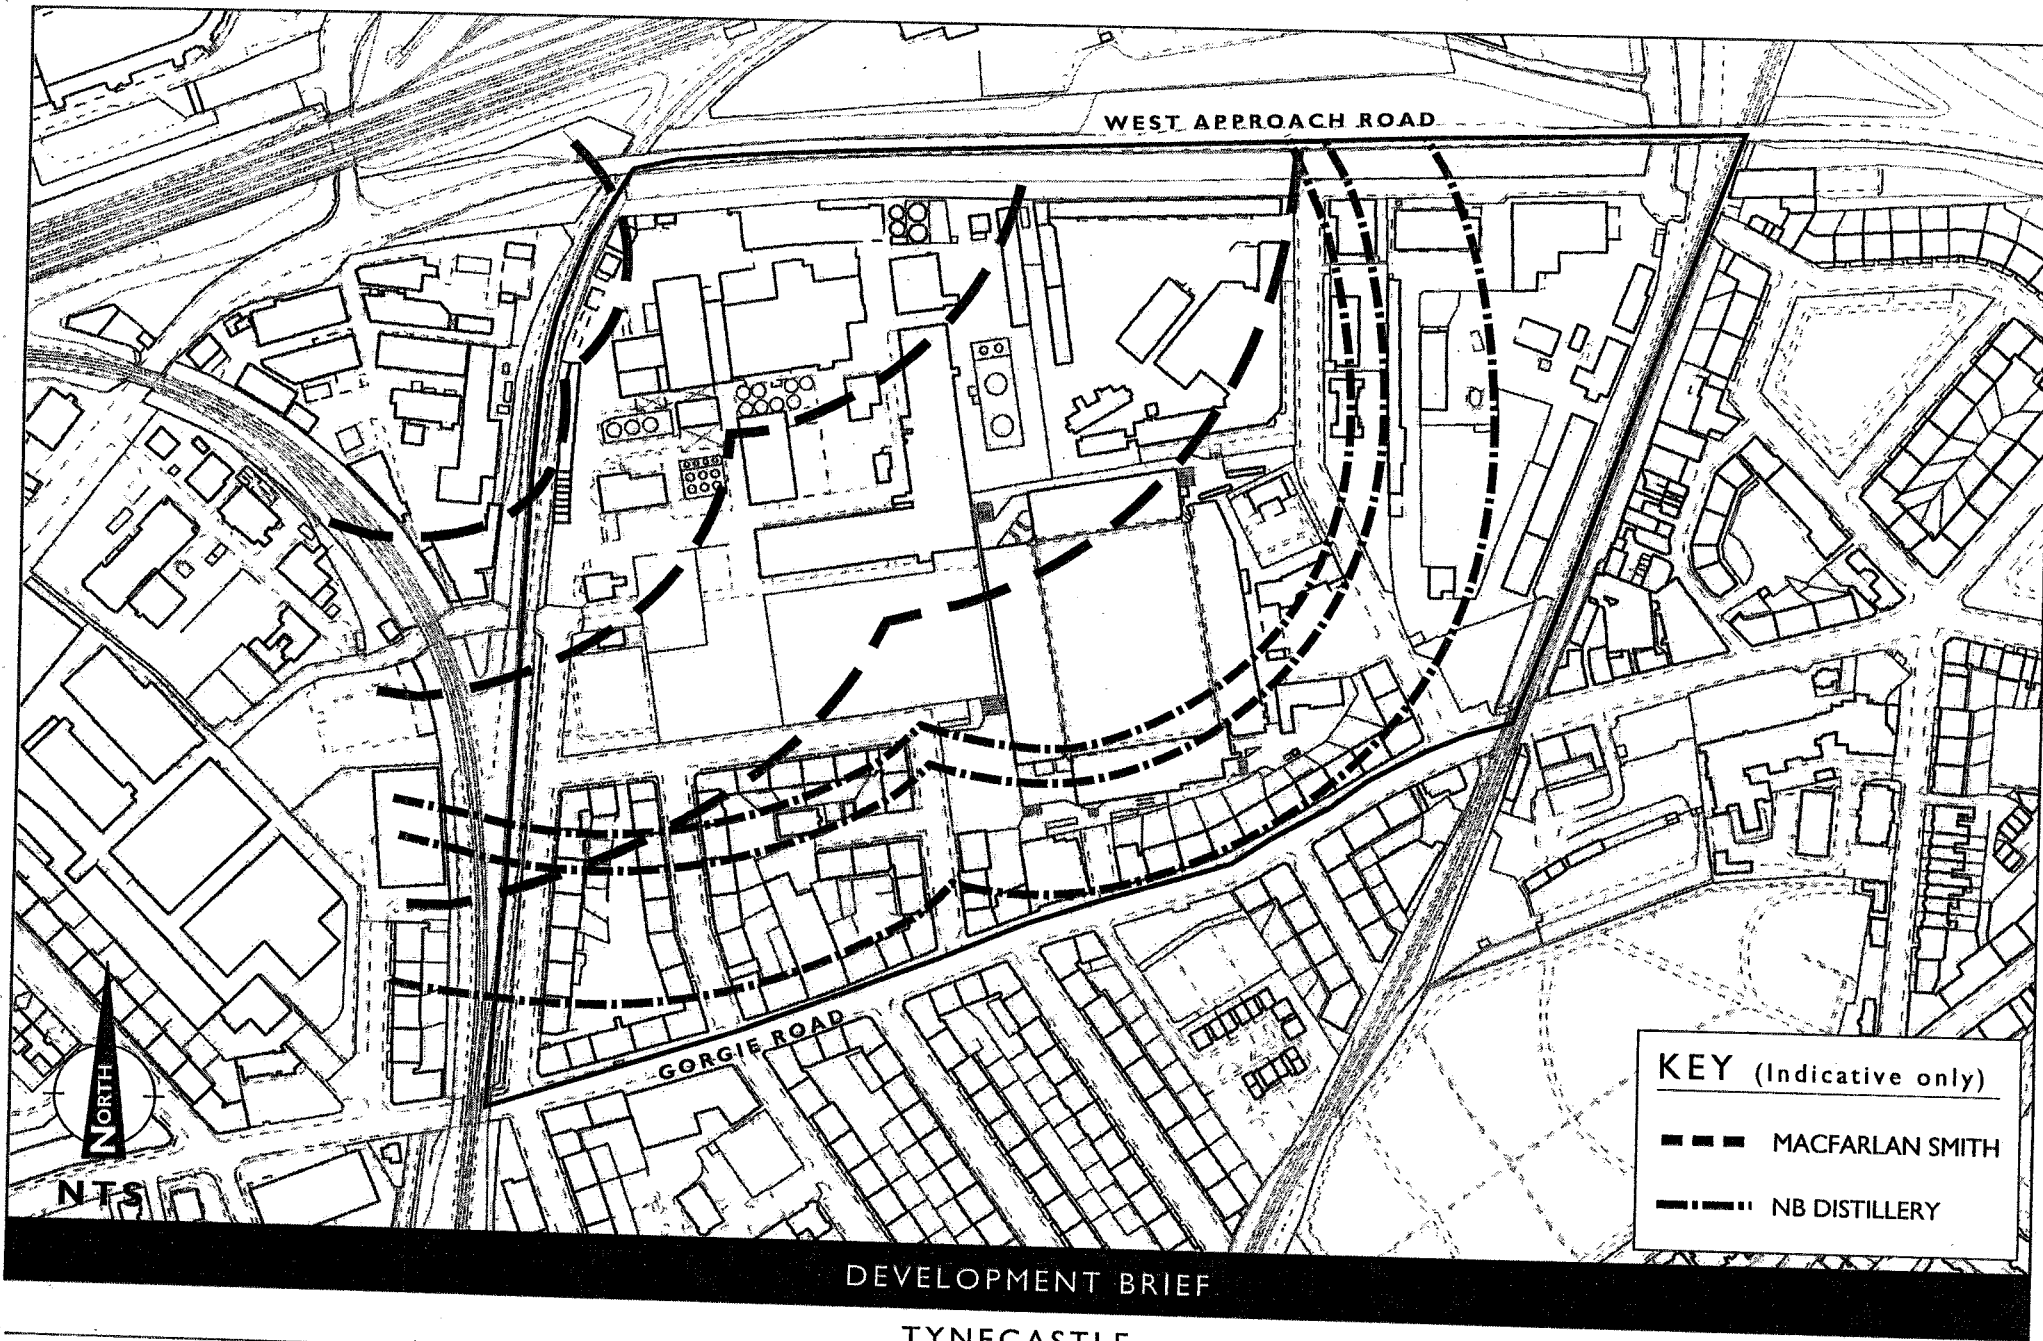 WEST APPROACH ROAD
GORGIE ROAD
NORTH
NTS
KEY (Indicative only)
MACFARLAN SMITH
NB DISTILLERY
DEVELOPMENT BRIEF
TYNECASTLE